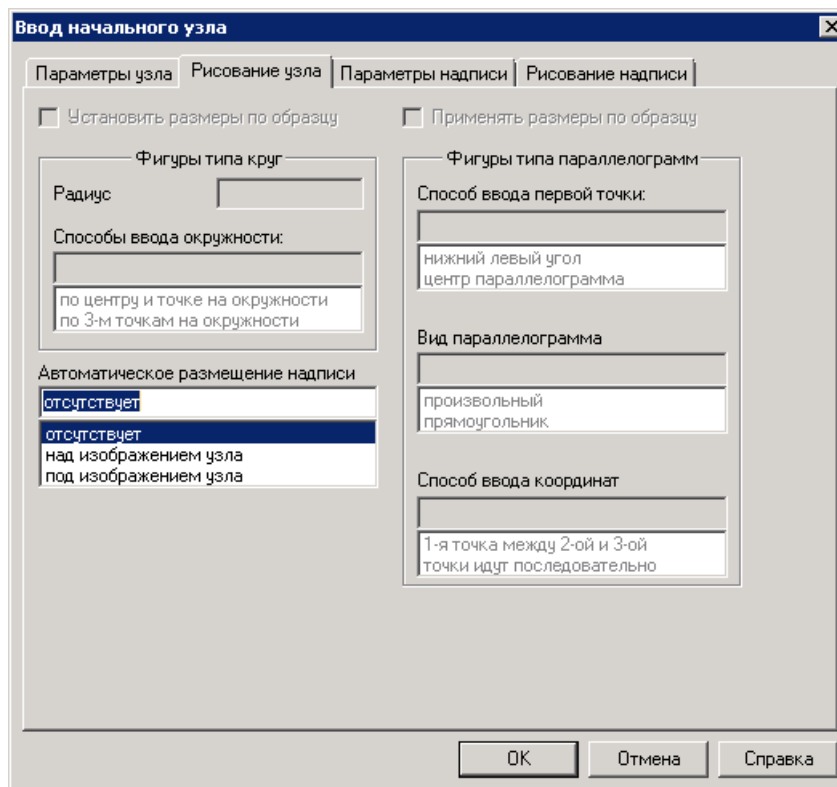 Ввод начального узла
Параметры узла Рисование узла Параметры надписи Рисование надписи
Установить размеры по образцу
Применять размеры по образцу
Фигуры типа круг
Радиус
Способы ввода окружности:
по центру и точке на окружности
по 3-м точкам на окружности
Автоматическое размещение надписи
отсутствует
отсутствует
над изображением узла
под изображением узла
Фигуры типа параллелограмм
Способ ввода первой точки:
нижний левый угол
центр параллелограмма
Вид параллелограмма
произвольный
прямоугольник
Способ ввода координат
1-я точка между 2-ой и 3-ой
точки идут последовательно
OK Отмена Справка